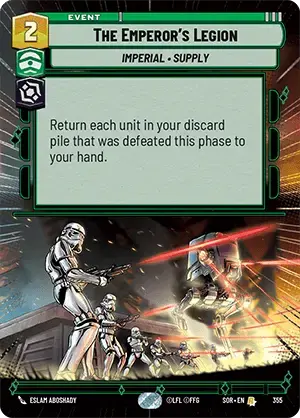 EVENT
2
THE EMPEROR'S LEGION
IMPERIAL • SUPPLY
Return each unit in your discard
pile that was defeated this phase to
your hand.
ESLAM ABOSHADY
©LFL ©FFG
SOR • EN
355